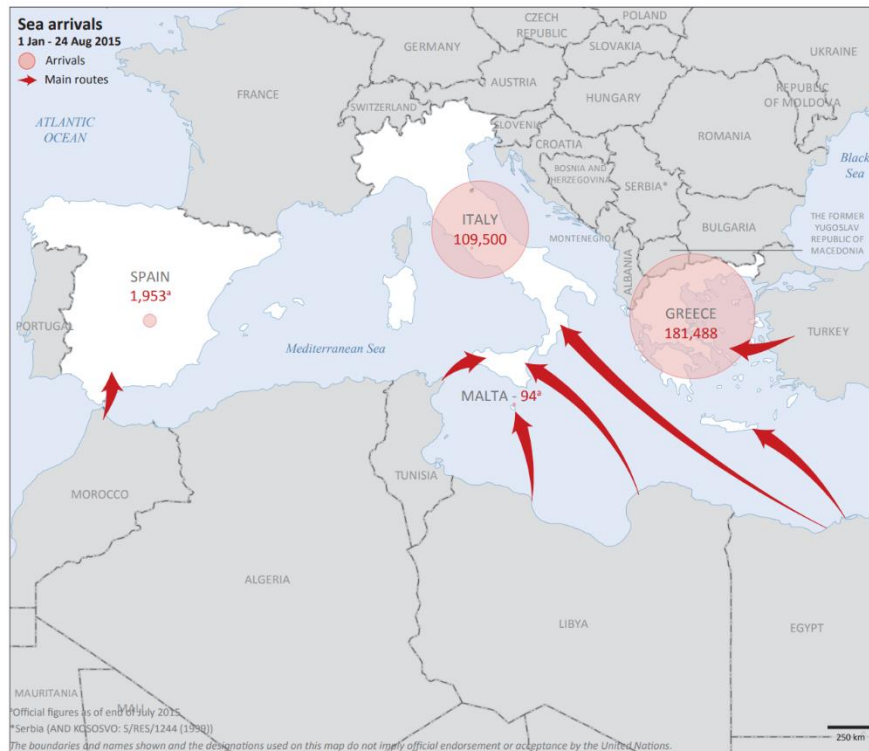 Sea arrivals
1 Jan - 24 Aug 2015
Arrivals
Main routes
ATLANTIC
OCEAN
FRANCE
GERMANY
CZECH
REPUBLIC
POLAND
SLOVAKIA
UKRAINE
AUSTRIA
SWITZERLAND
HUNGARY
REPUBLIC
OF MOLDOVA
SLOVENIA
CROATIA
ROMANIA
BOSNIA AND
HERZEGOVINA
SERBIA*
Black
Sea
ITALY
109,500
MONTENEGRO
BULGARIA
THE FORMER
YUGOSLAV
REPUBLIC OF
MACEDONIA
ALBANIA
SPAIN
1,953ᵃ
PORTUGAL
GREECE
181,488
TURKEY
Mediterranean Sea
MALTA - 94ᵃ
MOROCCO
TUNISIA
ALGERIA
LIBYA
EGYPT
MAURITANIA
MALI
ᵃOfficial figures as of end of July 2015
*Serbia (AND KOSOSVO: S/RES/1244 (1999))
The boundaries and names shown and the designations used on this map do not imply official endorsement or acceptance by the United Nations.
250 km